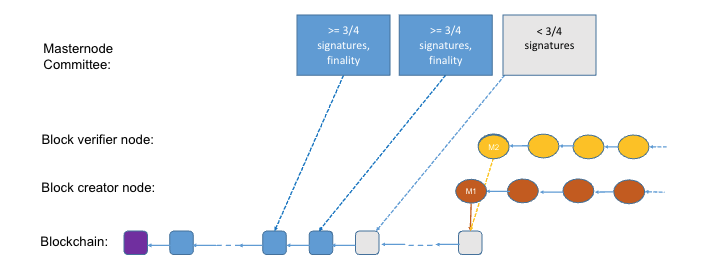 Masternode
Committee:
>= 3/4
signatures,
finality
>= 3/4
signatures,
finality
< 3/4
signatures
Block verifier node:
M2
Block creator node:
M1
Blockchain: